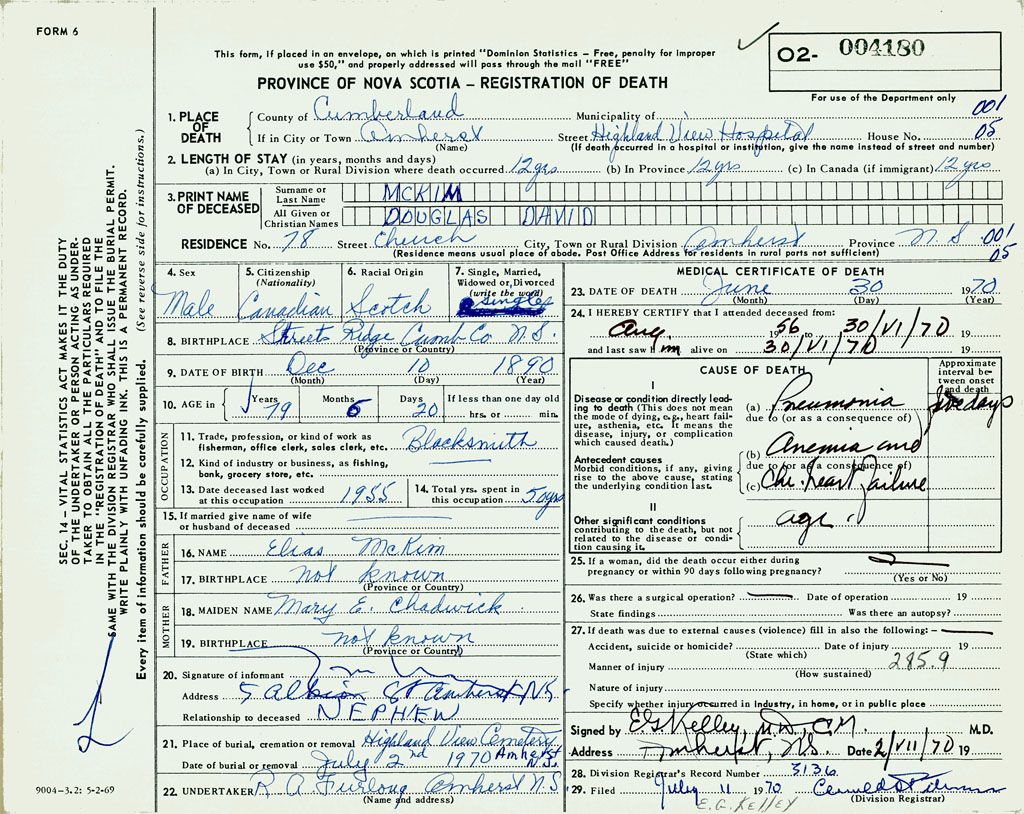 FORM 6
This form, if placed in an envelope, on which is printed "Dominion Statistics – Free, penalty for improper
use $50," and properly addressed will pass through the mail "FREE"
O2- 004180
PROVINCE OF NOVA SCOTIA – REGISTRATION OF DEATH
For use of the Department only
001
05
1. PLACE OF DEATH
County of Cumberland Municipality of
If in City or Town Amherst Street Highland View Hospital House No.
(Name) (If death occurred in a hospital or institution, give the name instead of street and number)
2. LENGTH OF STAY (in years, months and days)
(a) In City, Town or Rural Division where death occurred 12 yrs (b) In Province 12 yrs (c) In Canada (if immigrant) 12 yrs
3. PRINT NAME OF DECEASED
Surname or Last Name MCKIM
All Given or Christian Names DOUGLAS DAVID
RESIDENCE No. 78 Street Church City, Town or Rural Division Amherst Province N.S. 001
(Residence means usual place of abode. Post Office Address for residents in rural parts not sufficient) 05
4. Sex
Male
5. Citizenship (Nationality)
Canadian
6. Racial Origin
Scotch
7. Single, Married, Widowed or Divorced (write the word)
Single
8. BIRTHPLACE Streets Ridge Cumb Co N.S.
(Province or Country)
9. DATE OF BIRTH Dec 10 1890
(Month) (Day) (Year)
10. AGE in Years 79 Months 6 Days 20 If less than one day old
hrs. or min.
OCCUPATION
11. Trade, profession, or kind of work as
fisherman, office clerk, sales clerk, etc. Blacksmith
12. Kind of industry or business, as fishing,
bank, grocery store, etc.
13. Date deceased last worked at this occupation 1955
14. Total yrs. spent in this occupation 50 yrs
15. If married give name of wife
or husband of deceased
FATHER
16. NAME Elias McKim
17. BIRTHPLACE not known
(Province or Country)
MOTHER
18. MAIDEN NAME Mary E. Chadwick
19. BIRTHPLACE not known
(Province or Country)
20. Signature of informant
Address 5 Albion St Amherst N.S.
Relationship to deceased NEPHEW
21. Place of burial, cremation or removal Highland View Cemetery
Amherst N.S.
Date of burial or removal July 2nd 1970
22. UNDERTAKER R A Furlong Amherst N.S
(Name and address)
MEDICAL CERTIFICATE OF DEATH
23. DATE OF DEATH June 30 1970
(Month) (Day) (Year)
24. I HEREBY CERTIFY that I attended deceased from:
Aug 1956 to 30/VI/70 19
and last saw him alive on 30/VI/70 19
CAUSE OF DEATH
Approximate interval between onset and death
I
Disease or condition directly leading to death (This does not
mean the mode of dying, e.g., heart failure, asthenia, etc. It means the
disease, injury, or complication which caused death.)
(a) Pneumonia days
due to (or as a consequence of)
Antecedent causes
Morbid conditions, if any, giving
rise to the above cause, stating
the underlying condition last.
(b) Anemia and
due to (or as a consequence of)
(c) Chr. heart failure
II
Other significant conditions
contributing to the death, but not
related to the disease or condition causing it.
age
25. If a woman, did the death occur either during
pregnancy or within 90 days following pregnancy?
(Yes or No)
26. Was there a surgical operation? Date of operation 19
State findings Was there an autopsy?
27. If death was due to external causes (violence) fill in also the following: –
Accident, suicide or homicide? Date of injury 19
(State which)
285.9
Manner of injury
(How sustained)
Nature of injury
Specify whether injury occurred in industry, in home, or in public place
Signed by E G Kelley, M.D. C.M. M.D.
Address Amherst, N.S. Date 2/VII/70 19
28. Division Registrar's Record Number 3136
29. Filed July 11 1970
(Division Registrar)
E. G. KELLEY
SEC. 14 – VITAL STATISTICS ACT MAKES IT THE DUTY
OF THE UNDERTAKER OR PERSON ACTING AS UNDER-
TAKER TO OBTAIN ALL THE PARTICULARS REQUIRED
IN THE "REGISTRATION OF DEATH" AND TO FILE THE
SAME WITH THE DIVISION REGISTRAR WHO SHALL ISSUE THE BURIAL PERMIT.
WRITE PLAINLY WITH UNFADING INK. THIS IS A PERMANENT RECORD.
Every item of information should be carefully supplied. (See reverse side for instructions.)
9004-3.2: 5-2-69